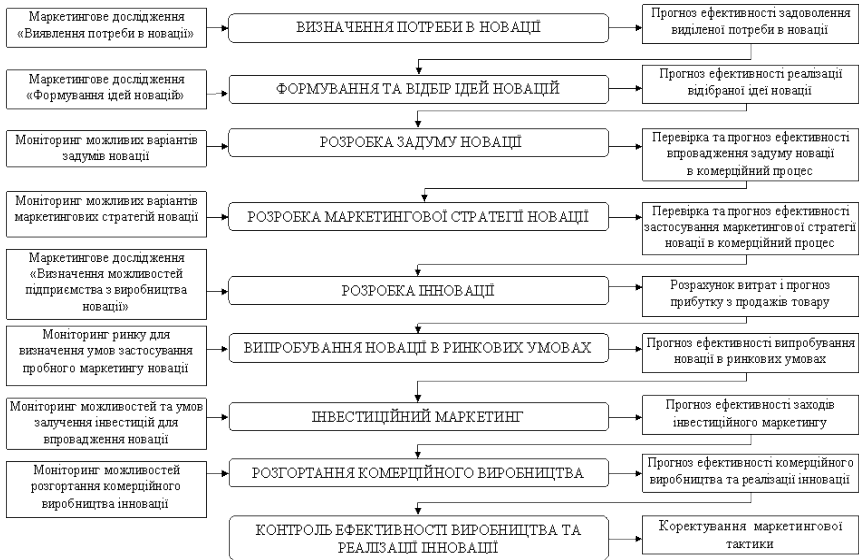 Маркетингове дослідження
«Виявлення потреби в новації»
ВИЗНАЧЕННЯ ПОТРЕБИ В НОВАЦІЇ
Прогноз ефективності задоволення
виділеної потреби в новації
Маркетингове дослідження
«Формування ідей новацій»
ФОРМУВАННЯ ТА ВІДБІР ІДЕЙ НОВАЦІЙ
Прогноз ефективності реалізації
відібраної ідеї новації
Моніторинг можливих варіантів
задумів новації
РОЗРОБКА ЗАДУМУ НОВАЦІЇ
Перевірка та прогноз ефективності
впровадження задуму новації
в комерційний процес
Моніторинг можливих варіантів
маркетингових стратегій новації
РОЗРОБКА МАРКЕТИНГОВОЇ СТРАТЕГІЇ НОВАЦІЇ
Перевірка та прогноз ефективності
застосування маркетингової стратегії
новації в комерційний процес
Маркетингове дослідження
«Визначення можливостей
підприємства з виробництва
новації»
РОЗРОБКА ІННОВАЦІЇ
Розрахунок витрат і прогноз
прибутку з продажів товару
Моніторинг ринку для
визначення умов застосування
пробного маркетингу новації
ВИПРОБУВАННЯ НОВАЦІЇ В РИНКОВИХ УМОВАХ
Прогноз ефективності випробування
новації в ринкових умовах
Моніторинг можливостей та умов
залучення інвестицій для
впровадження новації
ІНВЕСТИЦІЙНИЙ МАРКЕТИНГ
Прогноз ефективності заходів
інвестиційного маркетингу
Моніторинг можливостей
розгортання комерційного
виробництва інновації
РОЗГОРТАННЯ КОМЕРЦІЙНОГО ВИРОБНИЦТВА
Прогноз ефективності комерційного
виробництва та реалізації інновації
КОНТРОЛЬ ЕФЕКТИВНОСТІ ВИРОБНИЦТВА ТА
РЕАЛІЗАЦІЇ ІННОВАЦІЇ
Коректування маркетингової
тактики